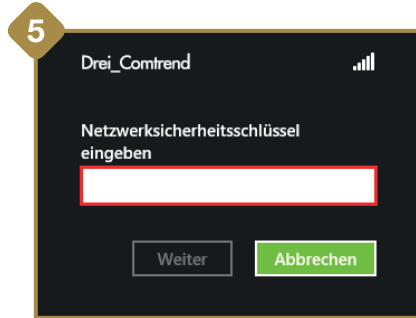 5
Drei_Comtrend
Netzwerksicherheitsschlüssel
eingeben
Weiter
Abbrechen